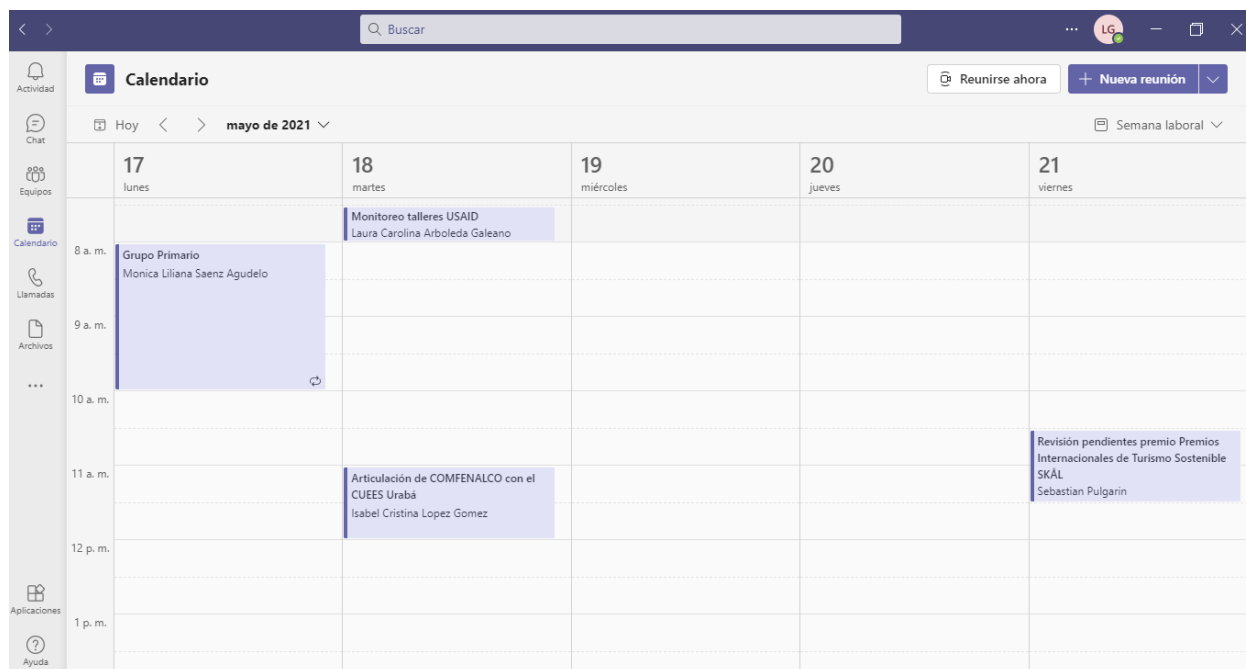 Buscar
LG
Actividad
Chat
Equipos
Calendario
Llamadas
Archivos
Aplicaciones
Ayuda
Calendario
Reunirse ahora
Nueva reunión
Hoy
mayo de 2021
Semana laboral
17
lunes
18
martes
19
miércoles
20
jueves
21
viernes
8 a. m.
9 a. m.
10 a. m.
11 a. m.
12 p. m.
1 p. m.
Grupo Primario
Monica Liliana Saenz Agudelo
Monitoreo talleres USAID
Laura Carolina Arboleda Galeano
Articulación de COMFENALCO con el
CUEES Urabá
Isabel Cristina Lopez Gomez
Revisión pendientes premio Premios
Internacionales de Turismo Sostenible
SKÅL
Sebastian Pulgarin